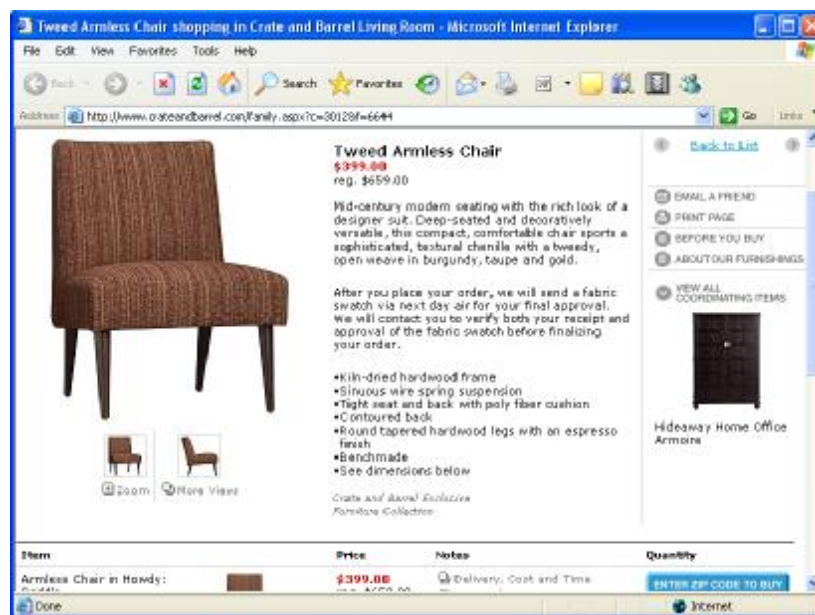 Tweed Armless Chair shopping in Crate and Barrel Living Room - Microsoft Internet Explorer
File Edit View Favorites Tools Help
Back Search Favorites
Address http://www.crateandbarrel.com/family.aspx?c=3012&f=6644 Go Links
Tweed Armless Chair
$399.00
reg. $659.00
Mid-century modern seating with the rich look of a
designer suit. Deep-seated and decoratively
versatile, this compact, comfortable chair sports a
sophisticated, textural chenille with a tweedy,
open weave in burgundy, taupe and gold.
After you place your order, we will send a fabric
swatch via next day air for your final approval.
We will contact you to verify both your receipt and
approval of the fabric swatch before finalizing
your order.
•Kiln-dried hardwood frame
•Sinuous wire spring suspension
•Tight seat and back with poly fiber cushion
•Contoured back
•Round tapered hardwood legs with an espresso
finish
•Benchmade
•See dimensions below
Crate and Barrel Exclusive
Furniture Collection
Zoom More Views
Back to List
EMAIL A FRIEND
PRINT PAGE
BEFORE YOU BUY
ABOUT OUR FURNISHINGS
VIEW ALL
COORDINATING ITEMS
Hideaway Home Office
Armoire
Item Price Notes Quantity
Armless Chair in Howdy: $399.00 Delivery, Cost and Time ENTER ZIP CODE TO BUY
reg. $659.00
Done Internet